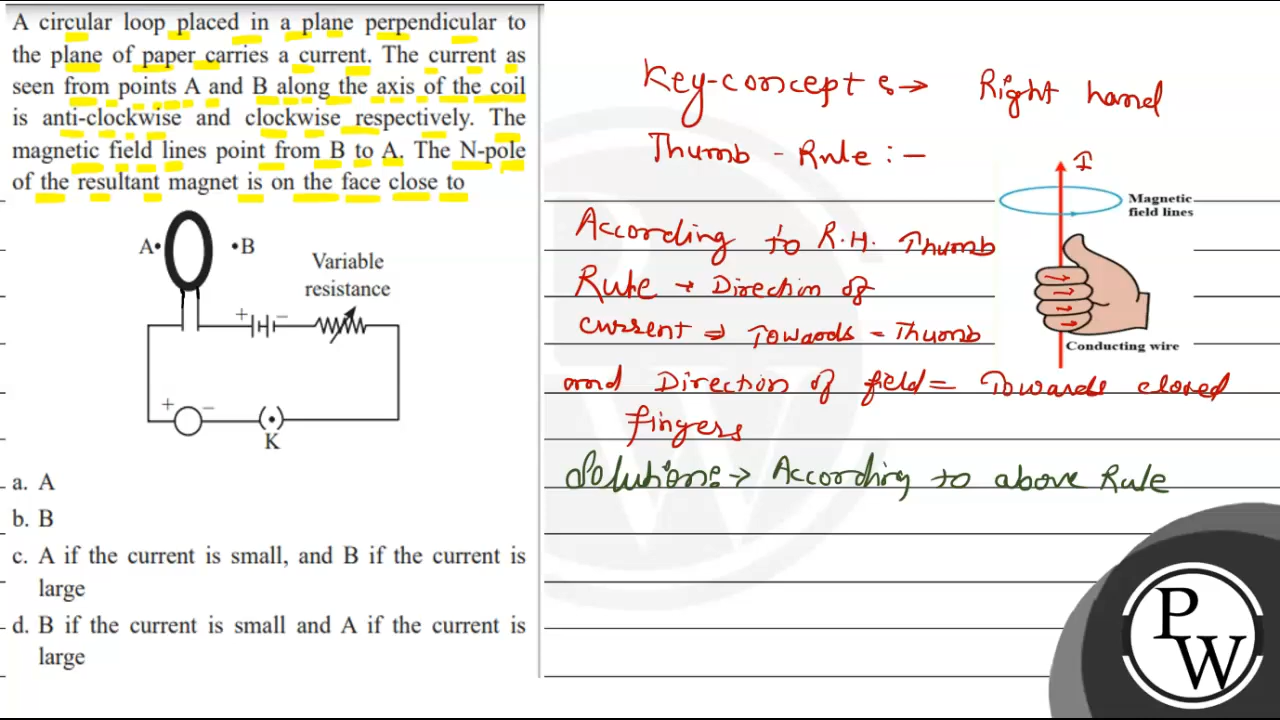 A circular loop placed in a plane perpendicular to
the plane of paper carries a current. The current as
seen from points A and B along the axis of the coil
is anti-clockwise and clockwise respectively. The
magnetic field lines point from B to A. The N-pole
of the resultant magnet is on the face close to
A
B
Variable
resistance
+
−
+
−
K
a. A
b. B
c. A if the current is small, and B if the current is
large
d. B if the current is small and A if the current is
large
Key-concept :→ Right hand
Thumb - Rule :-
I
Magnetic
field lines
According to R.H. Thumb
Rule → Direction of
current ⇒ Towards - Thumb
Conducting wire
and Direction of field = Towards closed
fingers
Solution:→ According to above Rule
P
W